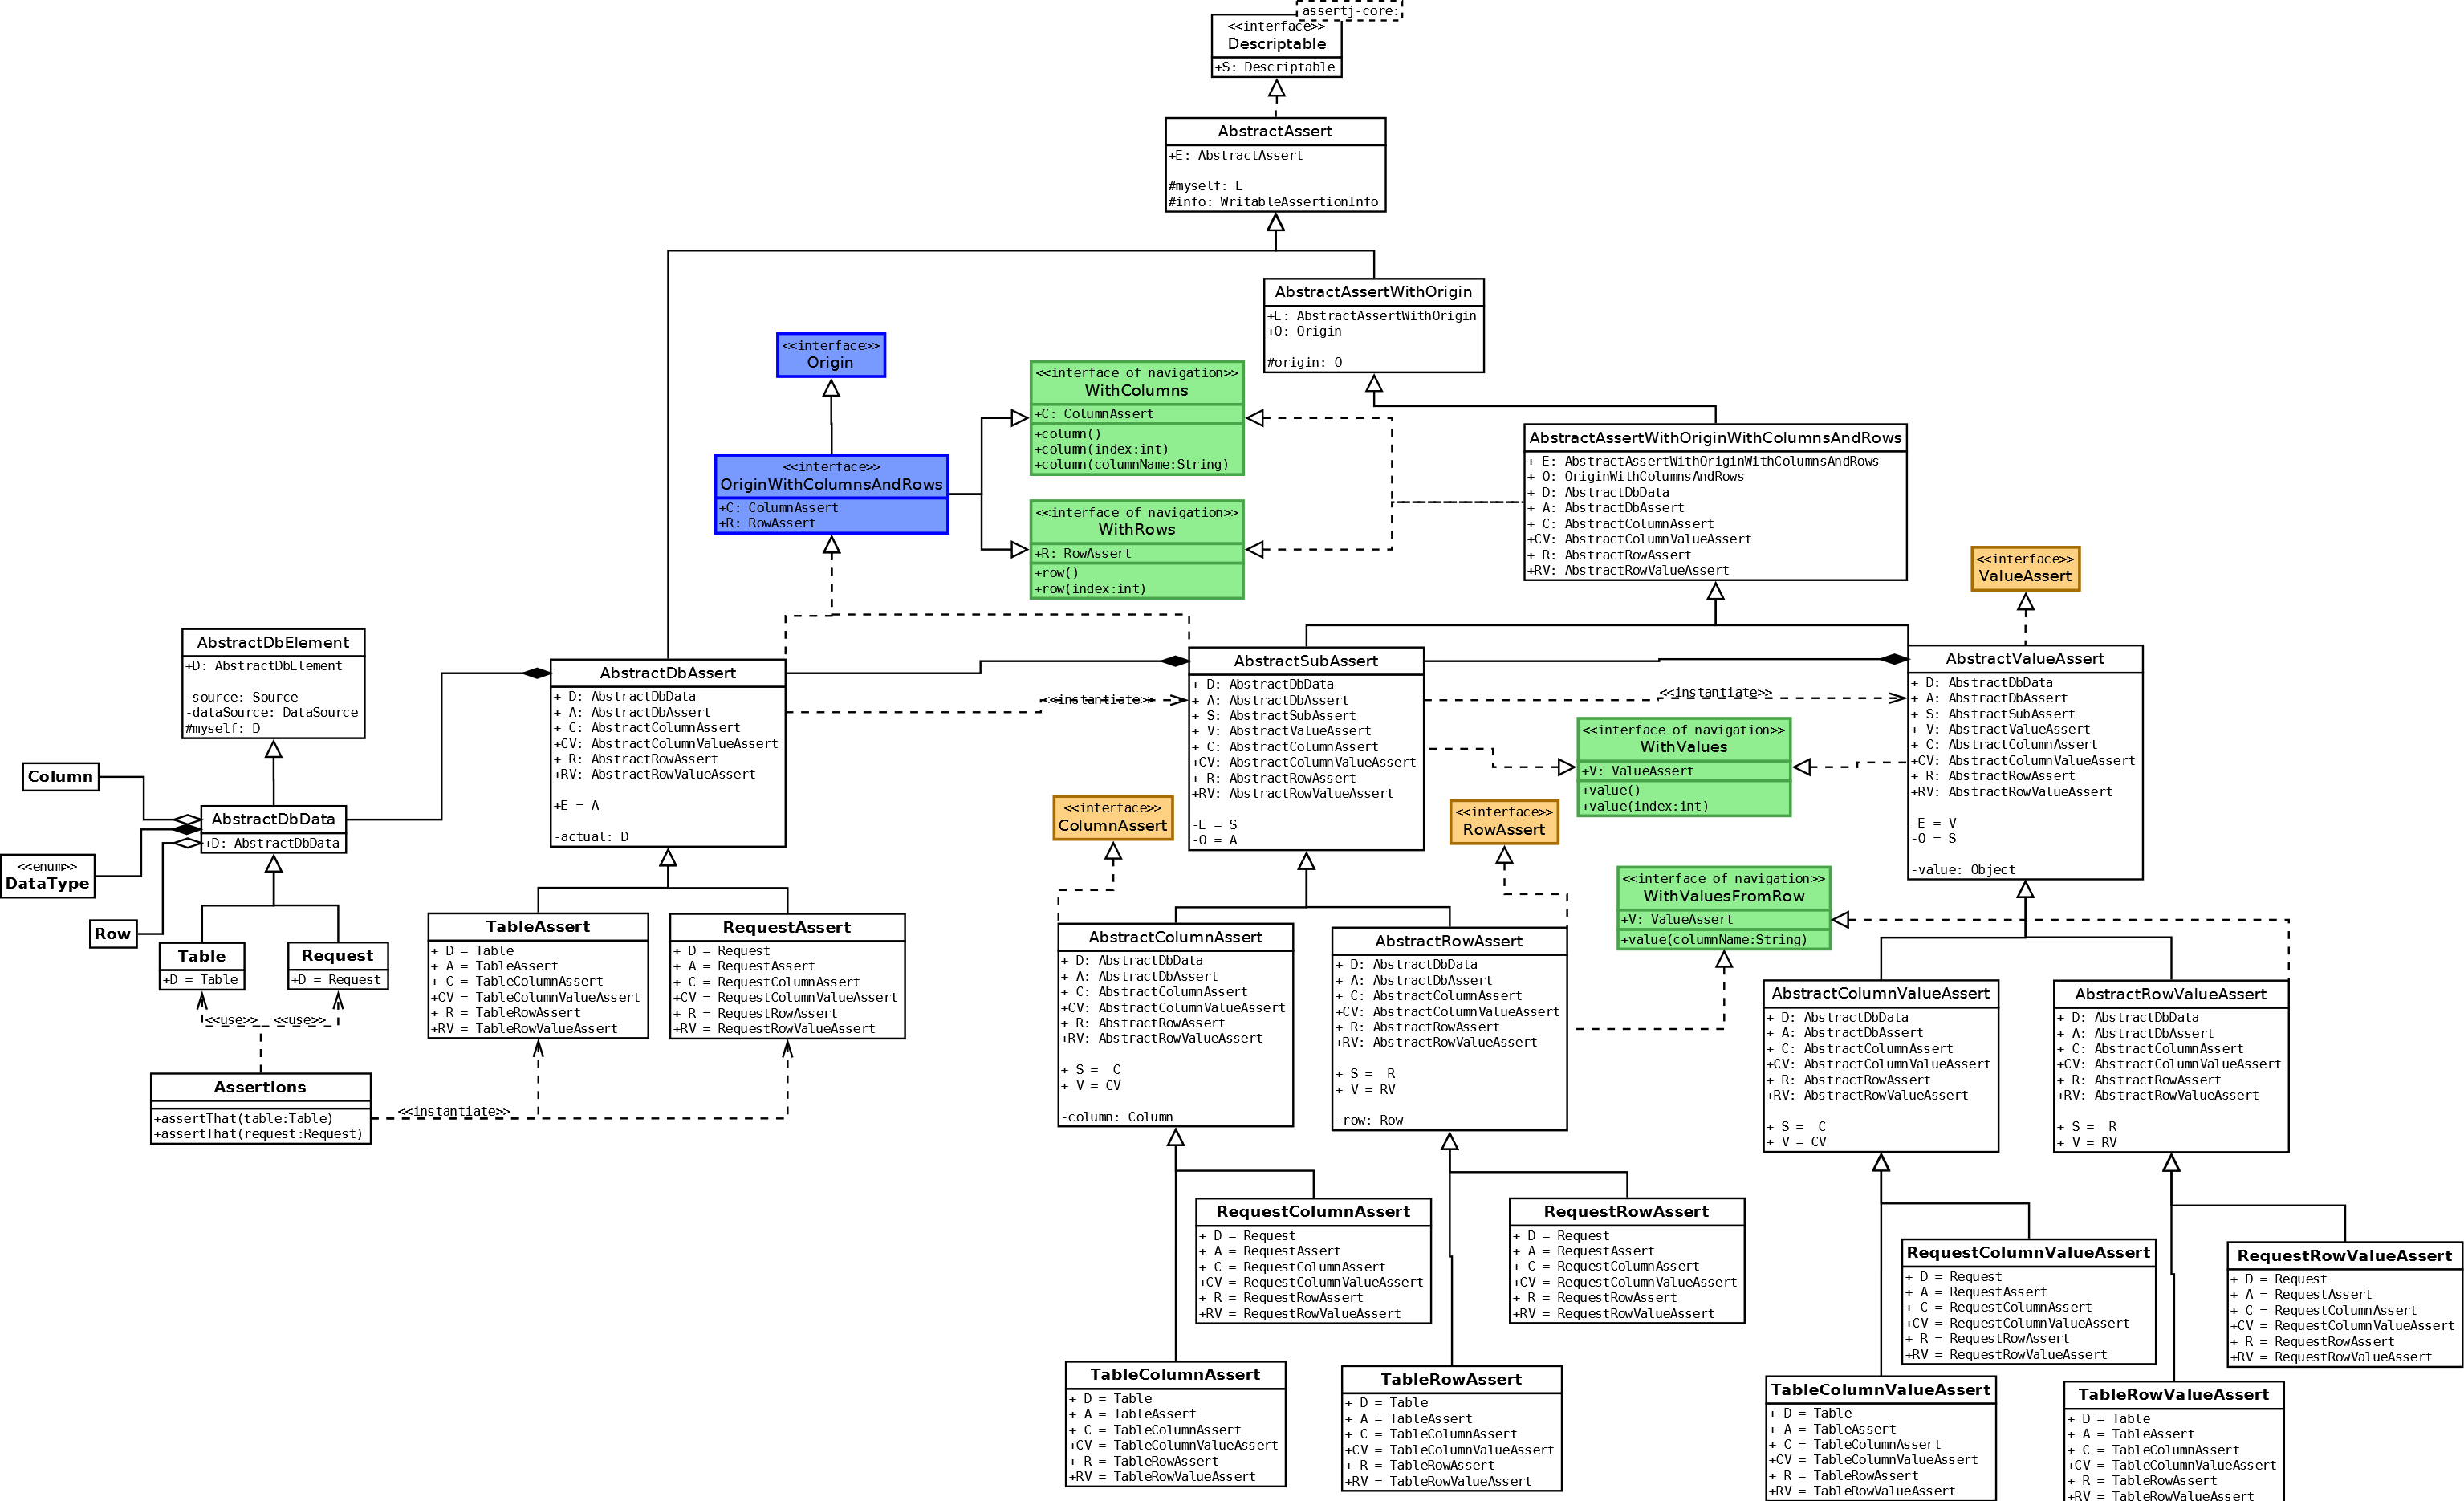 assertj-core:
<<interface>>
Descriptable
+S: Descriptable
AbstractAssert
+E: AbstractAssert
#myself: E
#info: WritableAssertionInfo
AbstractAssertWithOrigin
+E: AbstractAssertWithOrigin
+O: Origin
#origin: O
<<interface>>
Origin
<<interface of navigation>>
WithColumns
+C: ColumnAssert
+column()
+column(index:int)
+column(columnName:String)
AbstractAssertWithOriginWithColumnsAndRows
+ E: AbstractAssertWithOriginWithColumnsAndRows
+ O: OriginWithColumnsAndRows
+ D: AbstractDbData
+ A: AbstractDbAssert
+ C: AbstractColumnAssert
+CV: AbstractColumnValueAssert
+ R: AbstractRowAssert
+RV: AbstractRowValueAssert
<<interface>>
OriginWithColumnsAndRows
+C: ColumnAssert
+R: RowAssert
<<interface of navigation>>
WithRows
+R: RowAssert
+row()
+row(index:int)
<<interface>>
ValueAssert
AbstractDbElement
+D: AbstractDbElement
-source: Source
-dataSource: DataSource
#myself: D
AbstractDbAssert
+ D: AbstractDbData
+ A: AbstractDbAssert
+ C: AbstractColumnAssert
+CV: AbstractColumnValueAssert
+ R: AbstractRowAssert
+RV: AbstractRowValueAssert
+E = A
-actual: D
<<instantiate>>
AbstractSubAssert
+ D: AbstractDbData
+ A: AbstractDbAssert
+ S: AbstractSubAssert
+ V: AbstractValueAssert
+ C: AbstractColumnAssert
+CV: AbstractColumnValueAssert
+ R: AbstractRowAssert
+RV: AbstractRowValueAssert
-E = S
-O = A
<<instantiate>>
AbstractValueAssert
+ D: AbstractDbData
+ A: AbstractDbAssert
+ S: AbstractSubAssert
+ V: AbstractValueAssert
+ C: AbstractColumnAssert
+CV: AbstractColumnValueAssert
+ R: AbstractRowAssert
+RV: AbstractRowValueAssert
-E = V
-O = S
-value: Object
<<interface of navigation>>
WithValues
+V: ValueAssert
+value()
+value(index:int)
Column
AbstractDbData
+D: AbstractDbData
<<enum>>
DataType
Row
<<interface>>
ColumnAssert
<<interface>>
RowAssert
<<interface of navigation>>
WithValuesFromRow
+V: ValueAssert
+value(columnName:String)
Table
+D = Table
Request
+D = Request
<<use>>
<<use>>
TableAssert
+ D = Table
+ A = TableAssert
+ C = TableColumnAssert
+CV = TableColumnValueAssert
+ R = TableRowAssert
+RV = TableRowValueAssert
RequestAssert
+ D = Request
+ A = RequestAssert
+ C = RequestColumnAssert
+CV = RequestColumnValueAssert
+ R = RequestRowAssert
+RV = RequestRowValueAssert
Assertions
+assertThat(table:Table)
+assertThat(request:Request)
<<instantiate>>
AbstractColumnAssert
+ D: AbstractDbData
+ A: AbstractDbAssert
+ C: AbstractColumnAssert
+CV: AbstractColumnValueAssert
+ R: AbstractRowAssert
+RV: AbstractRowValueAssert
+ S =  C
+ V = CV
-column: Column
AbstractRowAssert
+ D: AbstractDbData
+ A: AbstractDbAssert
+ C: AbstractColumnAssert
+CV: AbstractColumnValueAssert
+ R: AbstractRowAssert
+RV: AbstractRowValueAssert
+ S =  R
+ V = RV
-row: Row
AbstractColumnValueAssert
+ D: AbstractDbData
+ A: AbstractDbAssert
+ C: AbstractColumnAssert
+CV: AbstractColumnValueAssert
+ R: AbstractRowAssert
+RV: AbstractRowValueAssert
+ S =  C
+ V = CV
AbstractRowValueAssert
+ D: AbstractDbData
+ A: AbstractDbAssert
+ C: AbstractColumnAssert
+CV: AbstractColumnValueAssert
+ R: AbstractRowAssert
+RV: AbstractRowValueAssert
+ S =  R
+ V = RV
RequestColumnAssert
+ D = Request
+ A = RequestAssert
+ C = RequestColumnAssert
+CV = RequestColumnValueAssert
+ R = RequestRowAssert
+RV = RequestRowValueAssert
RequestRowAssert
+ D = Request
+ A = RequestAssert
+ C = RequestColumnAssert
+CV = RequestColumnValueAssert
+ R = RequestRowAssert
+RV = RequestRowValueAssert
RequestColumnValueAssert
+ D = Request
+ A = RequestAssert
+ C = RequestColumnAssert
+CV = RequestColumnValueAssert
+ R = RequestRowAssert
+RV = RequestRowValueAssert
RequestRowValueAssert
+ D = Request
+ A = RequestAssert
+ C = RequestColumnAssert
+CV = RequestColumnValueAssert
+ R = RequestRowAssert
+RV = RequestRowValueAssert
TableColumnAssert
+ D = Table
+ A = TableAssert
+ C = TableColumnAssert
+CV = TableColumnValueAssert
+ R = TableRowAssert
+RV = TableRowValueAssert
TableRowAssert
+ D = Table
+ A = TableAssert
+ C = TableColumnAssert
+CV = TableColumnValueAssert
+ R = TableRowAssert
+RV = TableRowValueAssert
TableColumnValueAssert
+ D = Table
+ A = TableAssert
+ C = TableColumnAssert
+CV = TableColumnValueAssert
+ R = TableRowAssert
+RV = TableRowValueAssert
TableRowValueAssert
+ D = Table
+ A = TableAssert
+ C = TableColumnAssert
+CV = TableColumnValueAssert
+ R = TableRowAssert
+RV = TableRowValueAssert